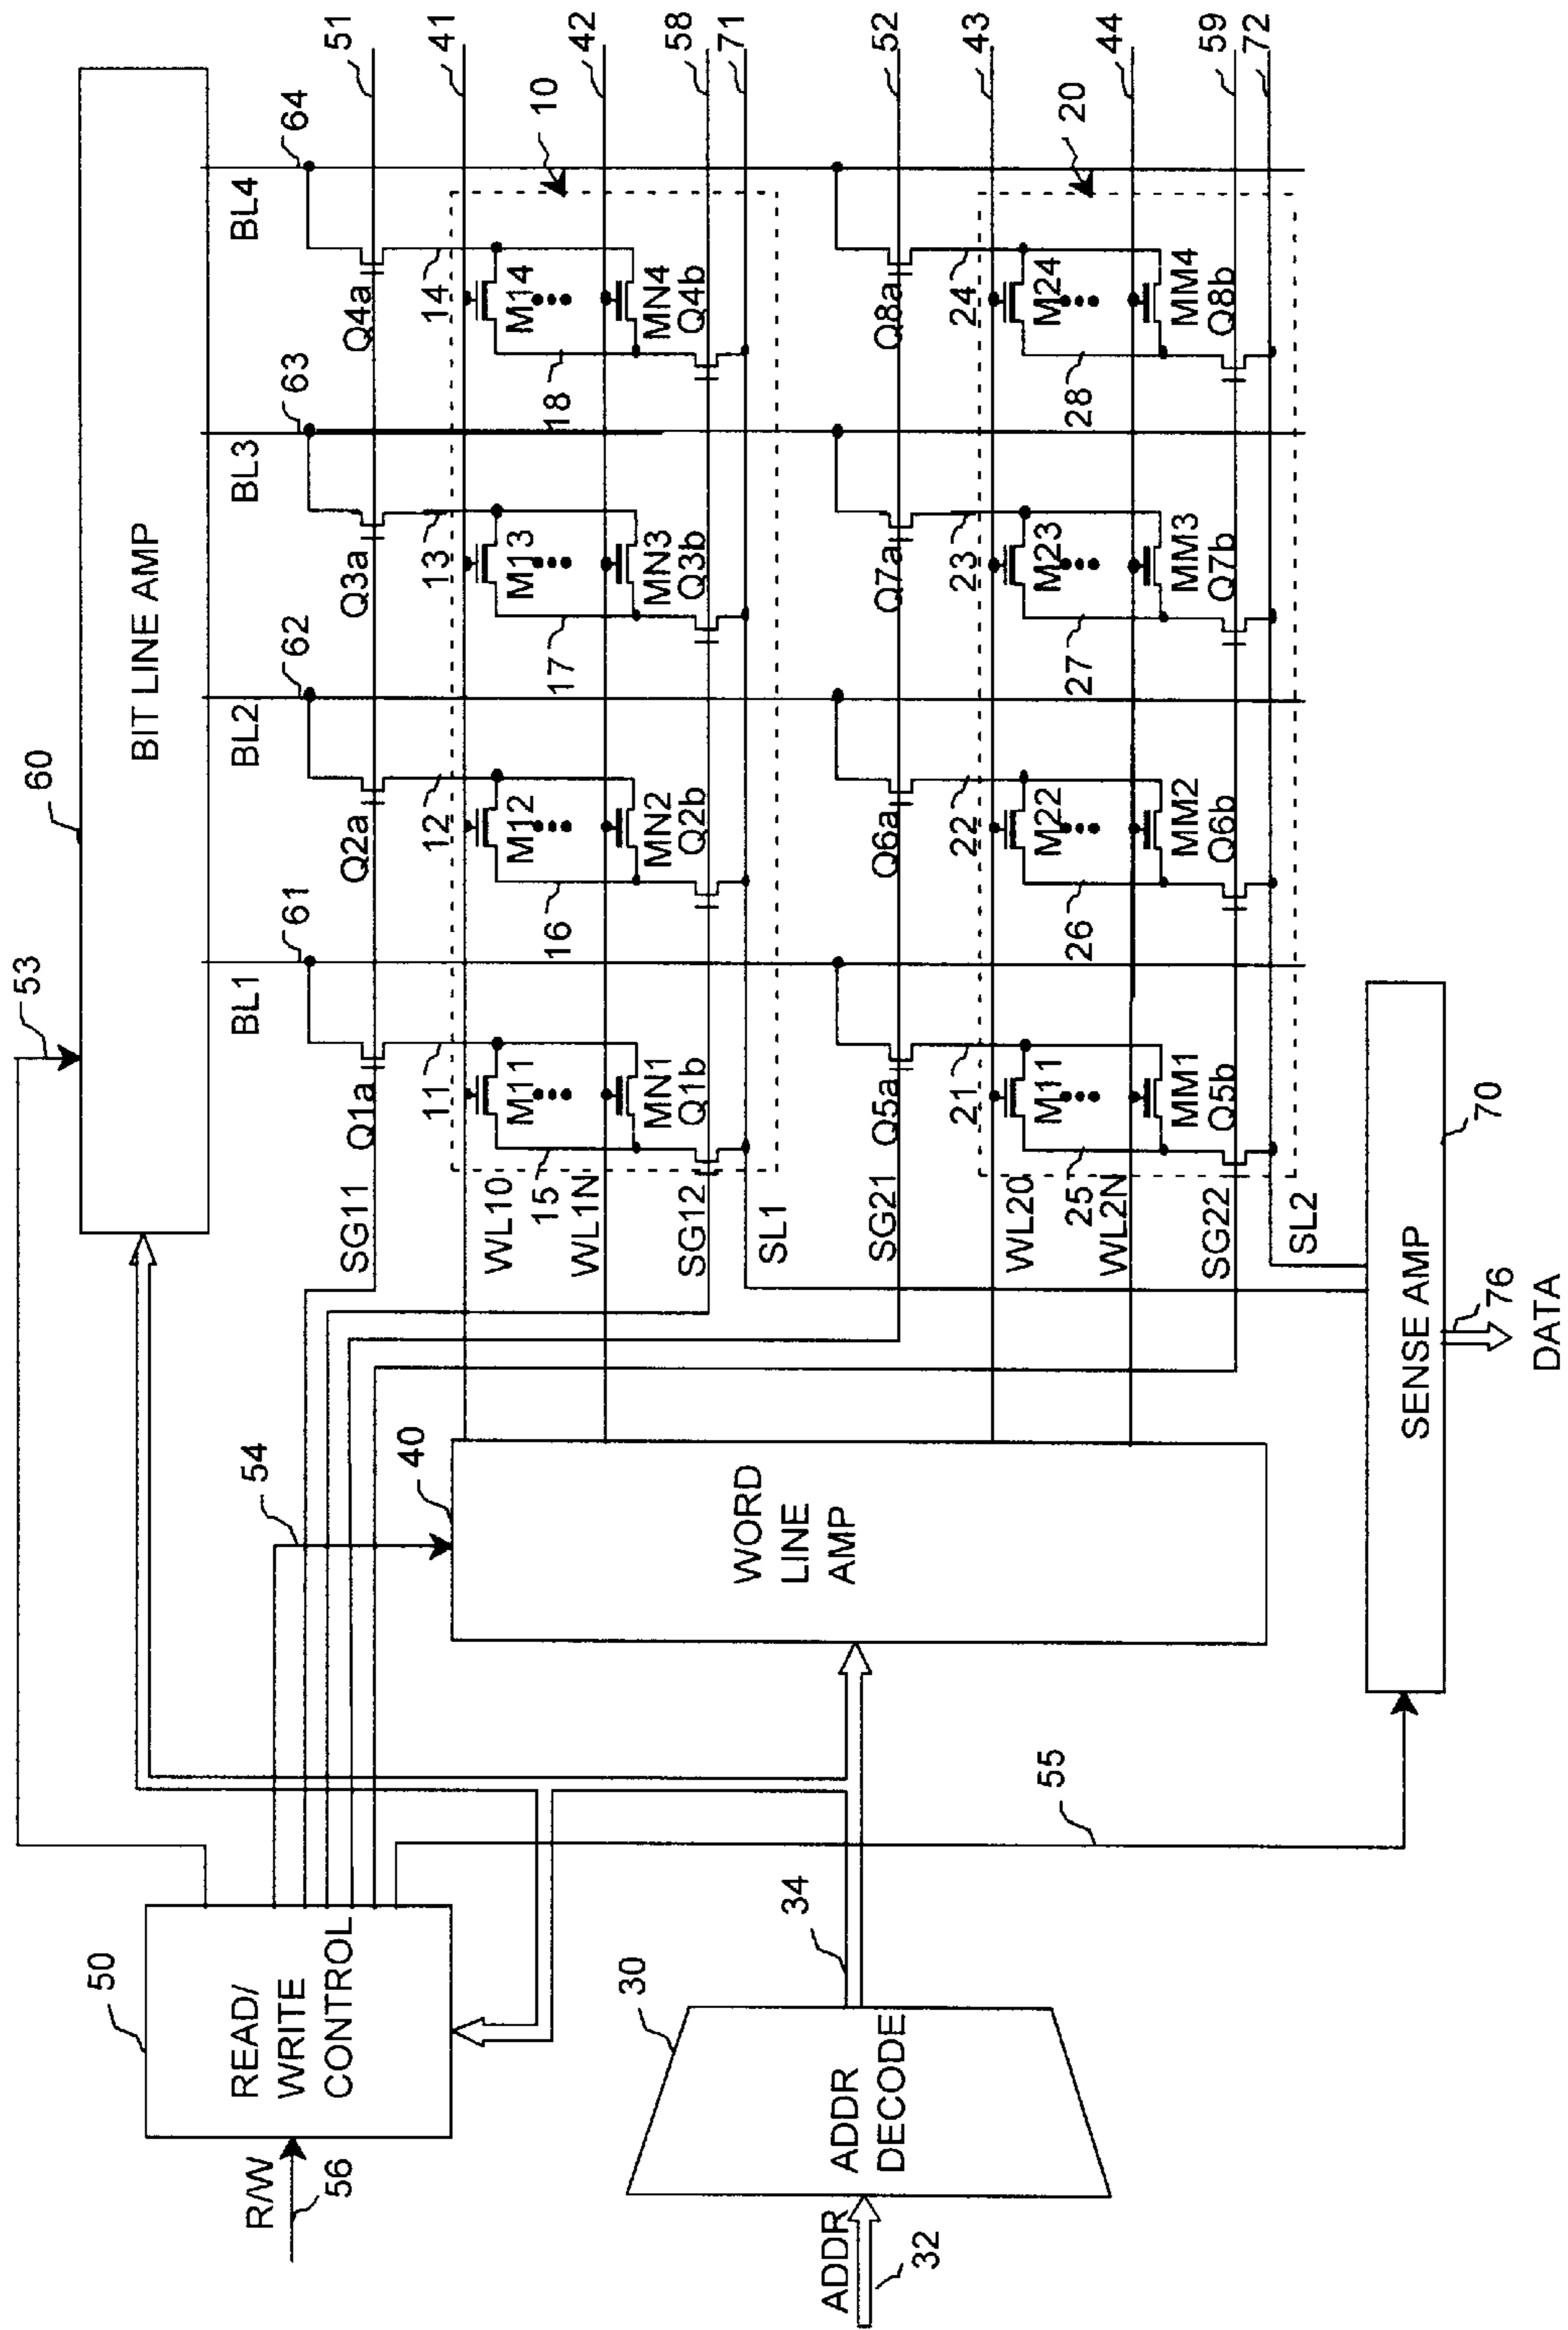 60
53
BIT LINE AMP
BL1
61
BL2
62
BL3
63
BL4
64
50
READ/
WRITE
CONTROL
R/W
56
54
SG11
Q1a
Q2a
Q3a
Q4a
51
WL10
11
12
13
14
41
M11
M12
M13
M14
10
15
16
17
18
WL1N
42
MN1
MN2
MN3
MN4
SG12
Q1b
Q2b
Q3b
Q4b
58
SL1
71
40
WORD
LINE
AMP
SG21
Q5a
Q6a
Q7a
Q8a
52
WL20
21
22
23
24
43
M11
M22
M23
M24
20
25
26
27
28
WL2N
44
MM1
MM2
MM3
MM4
SG22
Q5b
Q6b
Q7b
Q8b
59
SL2
72
30
34
ADDR
DECODE
ADDR
32
55
SENSE AMP
70
76
DATA